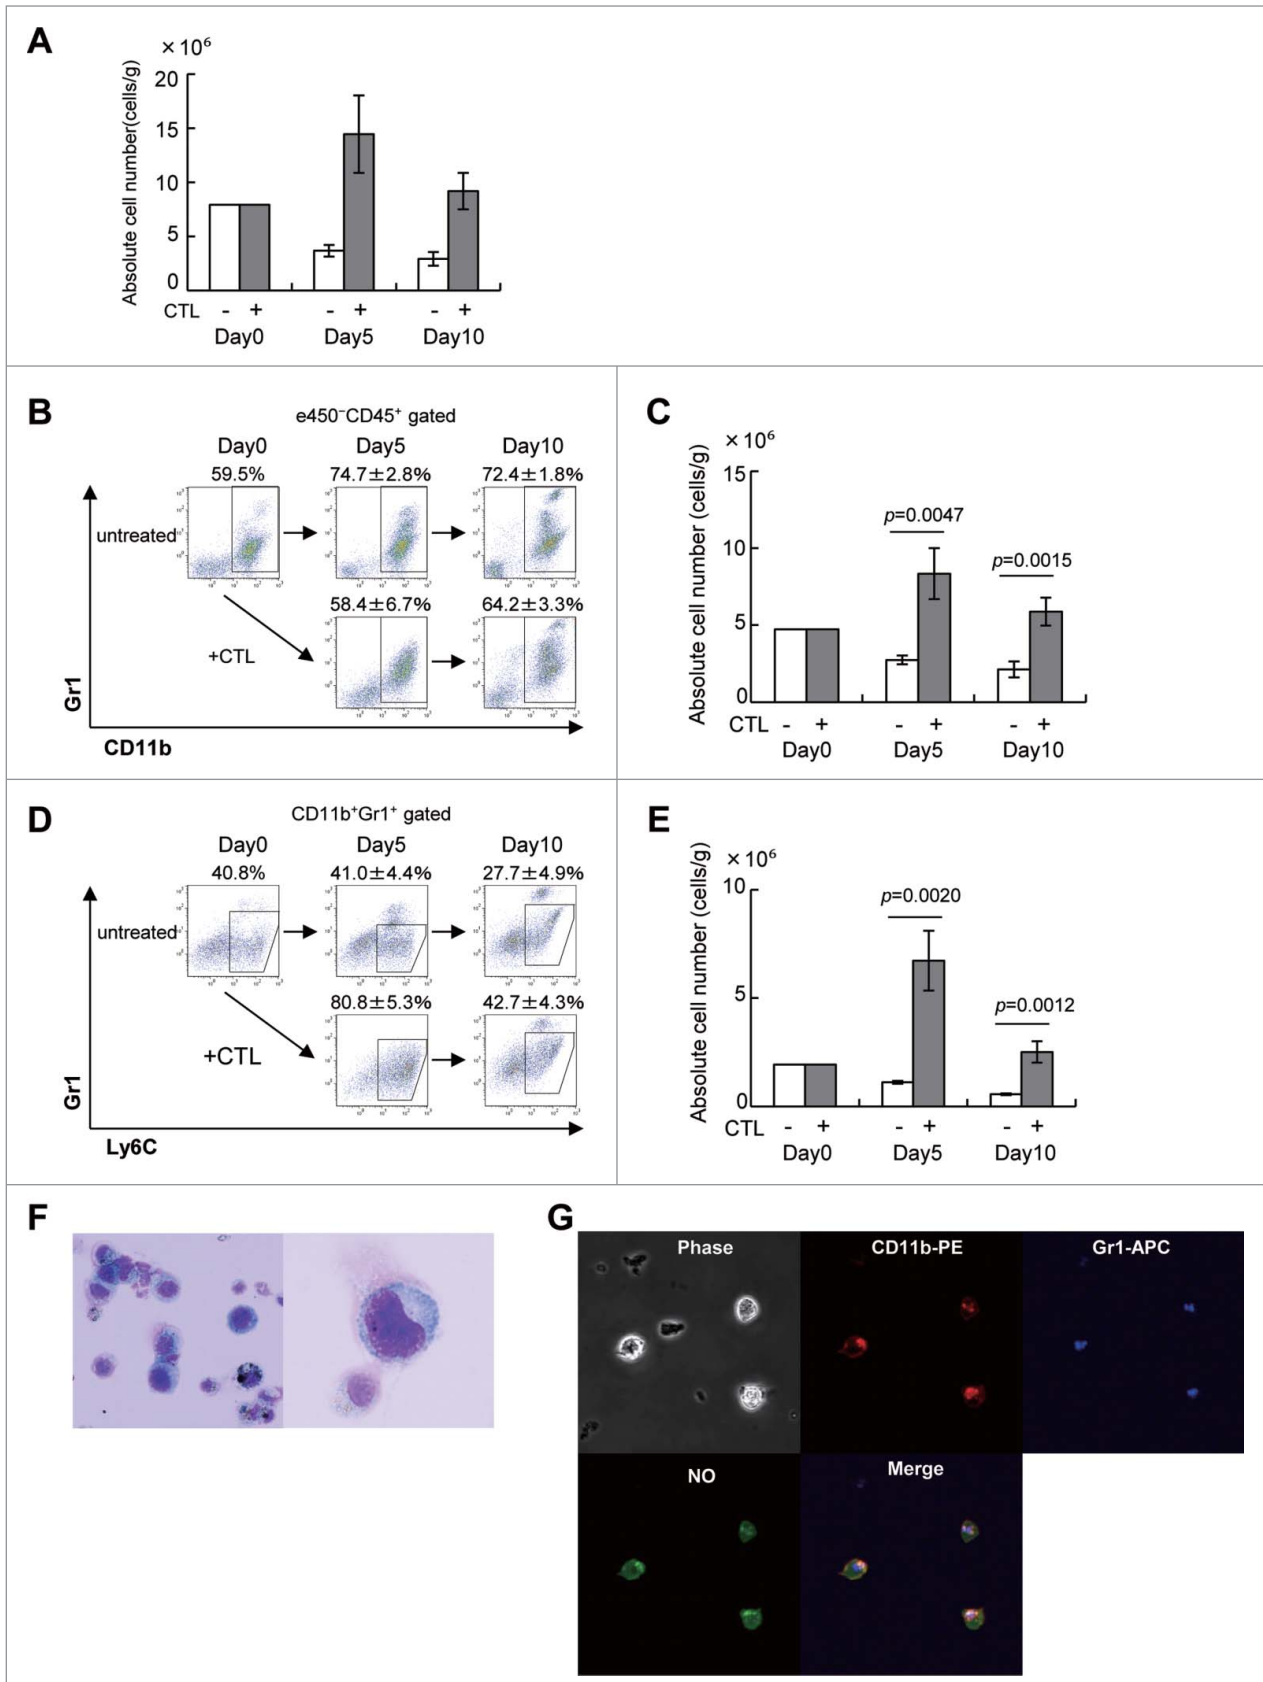 A
×10⁶
Absolute cell number(cells/g)
20
15
10
5
0
CTL - + - + - +
Day0 Day5 Day10
B
e450⁻CD45⁺ gated
Day0 Day5 Day10
59.5% 74.7±2.8% 72.4±1.8%
untreated
58.4±6.7% 64.2±3.3%
+CTL
Gr1
CD11b
C
×10⁶
Absolute cell number (cells/g)
15
10
5
0
p=0.0047
p=0.0015
CTL - + - + - +
Day0 Day5 Day10
D
CD11b⁺Gr1⁺ gated
Day0 Day5 Day10
40.8% 41.0±4.4% 27.7±4.9%
untreated
80.8±5.3% 42.7±4.3%
+CTL
Gr1
Ly6C
E
×10⁶
Absolute cell number (cells/g)
10
5
0
p=0.0020
p=0.0012
CTL - + - + - +
Day0 Day5 Day10
F
G
Phase CD11b-PE Gr1-APC
NO Merge